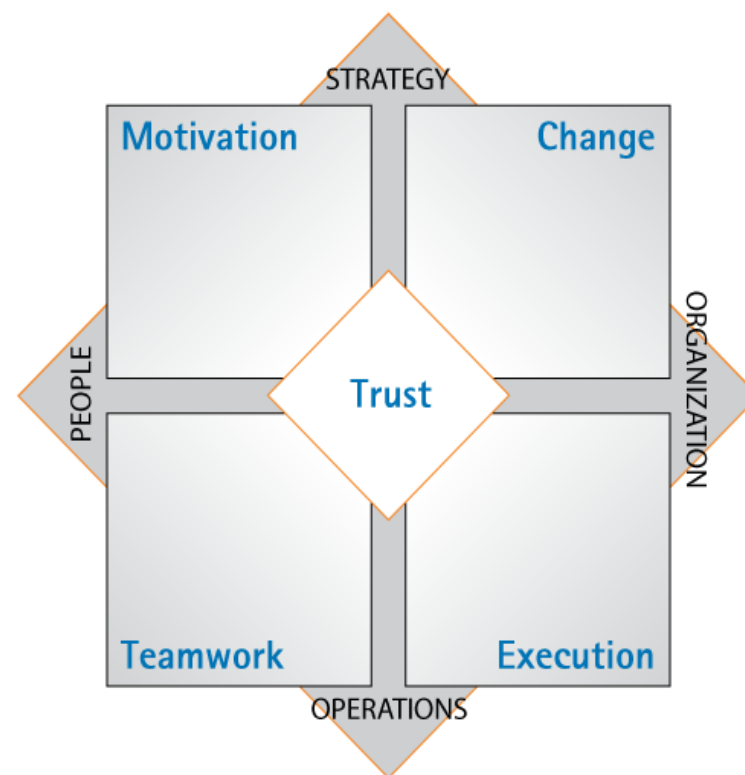 STRATEGY
Motivation
Change
PEOPLE
Trust
ORGANIZATION
Teamwork
Execution
OPERATIONS